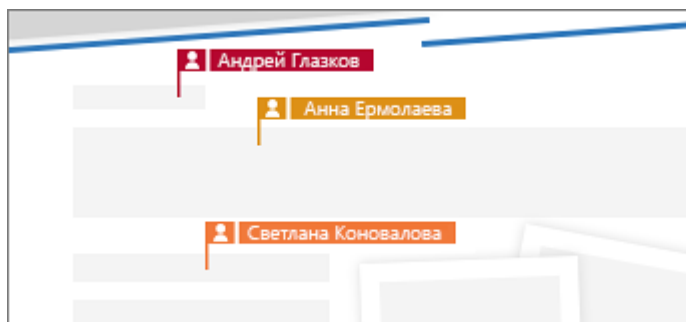 Андрей Глазков
Анна Ермолаева
Светлана Коновалова